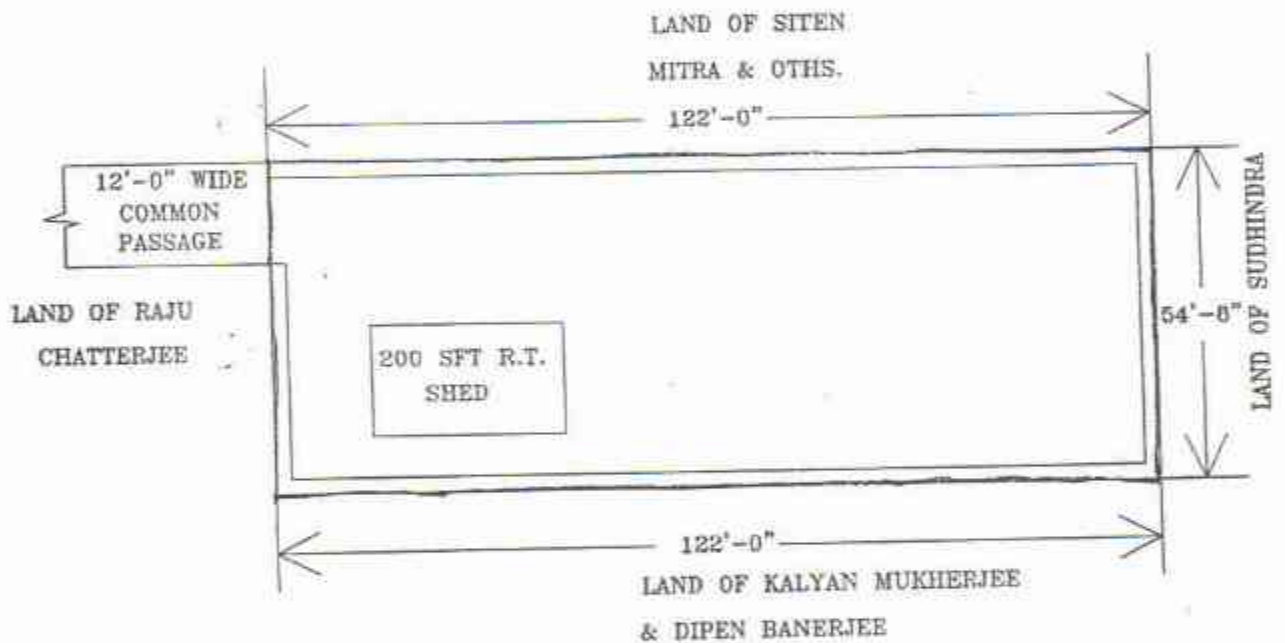 LAND OF SITEN
MITRA & OTHS.
122'-0"
12'-0" WIDE
COMMON
PASSAGE
LAND OF RAJU
CHATTERJEE
200 SFT R.T.
SHED
54'-8"
LAND OF SUDHINDRA
122'-0"
LAND OF KALYAN MUKHERJEE
& DIPEN BANERJEE